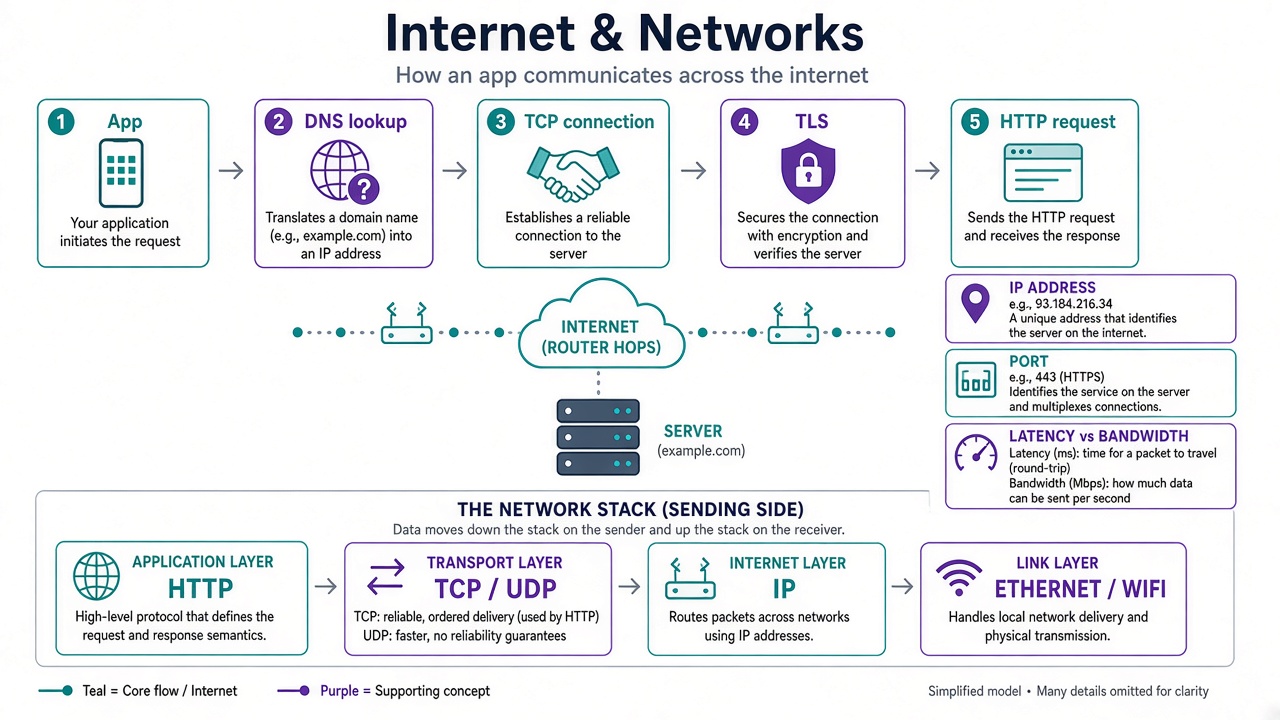 Internet & Networks
How an app communicates across the internet
1 App
Your application
initiates the request
2 DNS lookup
?
Translates a domain name
(e.g., example.com) into
an IP address
3 TCP connection
Establishes a reliable
connection to the
server
4 TLS
Secures the connection
with encryption and
verifies the server
5 HTTP request
Sends the HTTP request
and receives the response
INTERNET
(ROUTER HOPS)
SERVER
(example.com)
IP ADDRESS
e.g., 93.184.216.34
A unique address that identifies
the server on the internet.
PORT
e.g., 443 (HTTPS)
Identifies the service on the server
and multiplexes connections.
LATENCY vs BANDWIDTH
Latency (ms): time for a packet to travel
(round-trip)
Bandwidth (Mbps): how much data
can be sent per second
THE NETWORK STACK (SENDING SIDE)
Data moves down the stack on the sender and up the stack on the receiver.
APPLICATION LAYER
HTTP
High-level protocol that defines the
request and response semantics.
TRANSPORT LAYER
TCP / UDP
TCP: reliable, ordered delivery (used by HTTP)
UDP: faster, no reliability guarantees
INTERNET LAYER
IP
Routes packets across networks
using IP addresses.
LINK LAYER
ETHERNET / WIFI
Handles local network delivery and
physical transmission.
Teal = Core flow / Internet
Purple = Supporting concept
Simplified model • Many details omitted for clarity